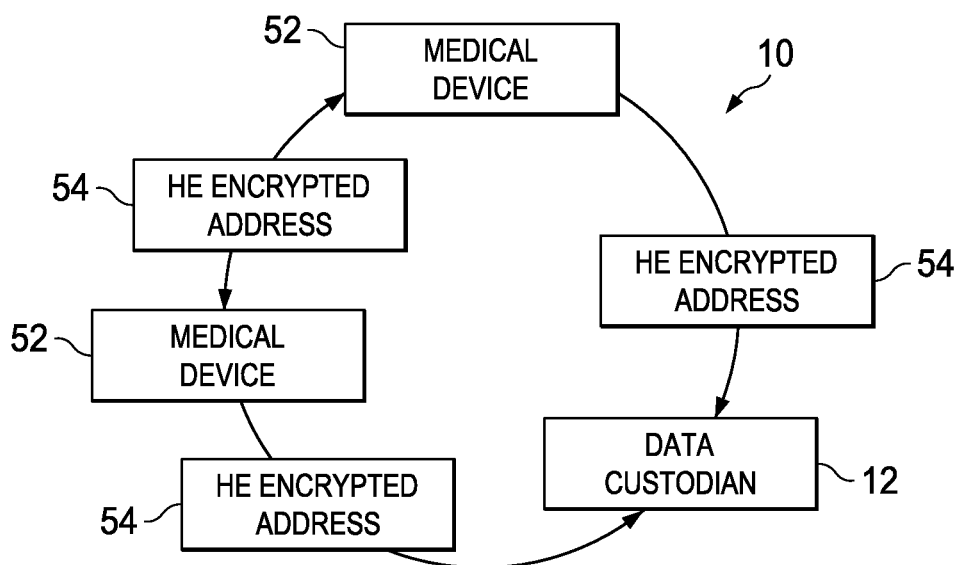 52
MEDICAL
DEVICE
10
54
HE ENCRYPTED
ADDRESS
HE ENCRYPTED
ADDRESS
54
52
MEDICAL
DEVICE
DATA
CUSTODIAN
12
54
HE ENCRYPTED
ADDRESS